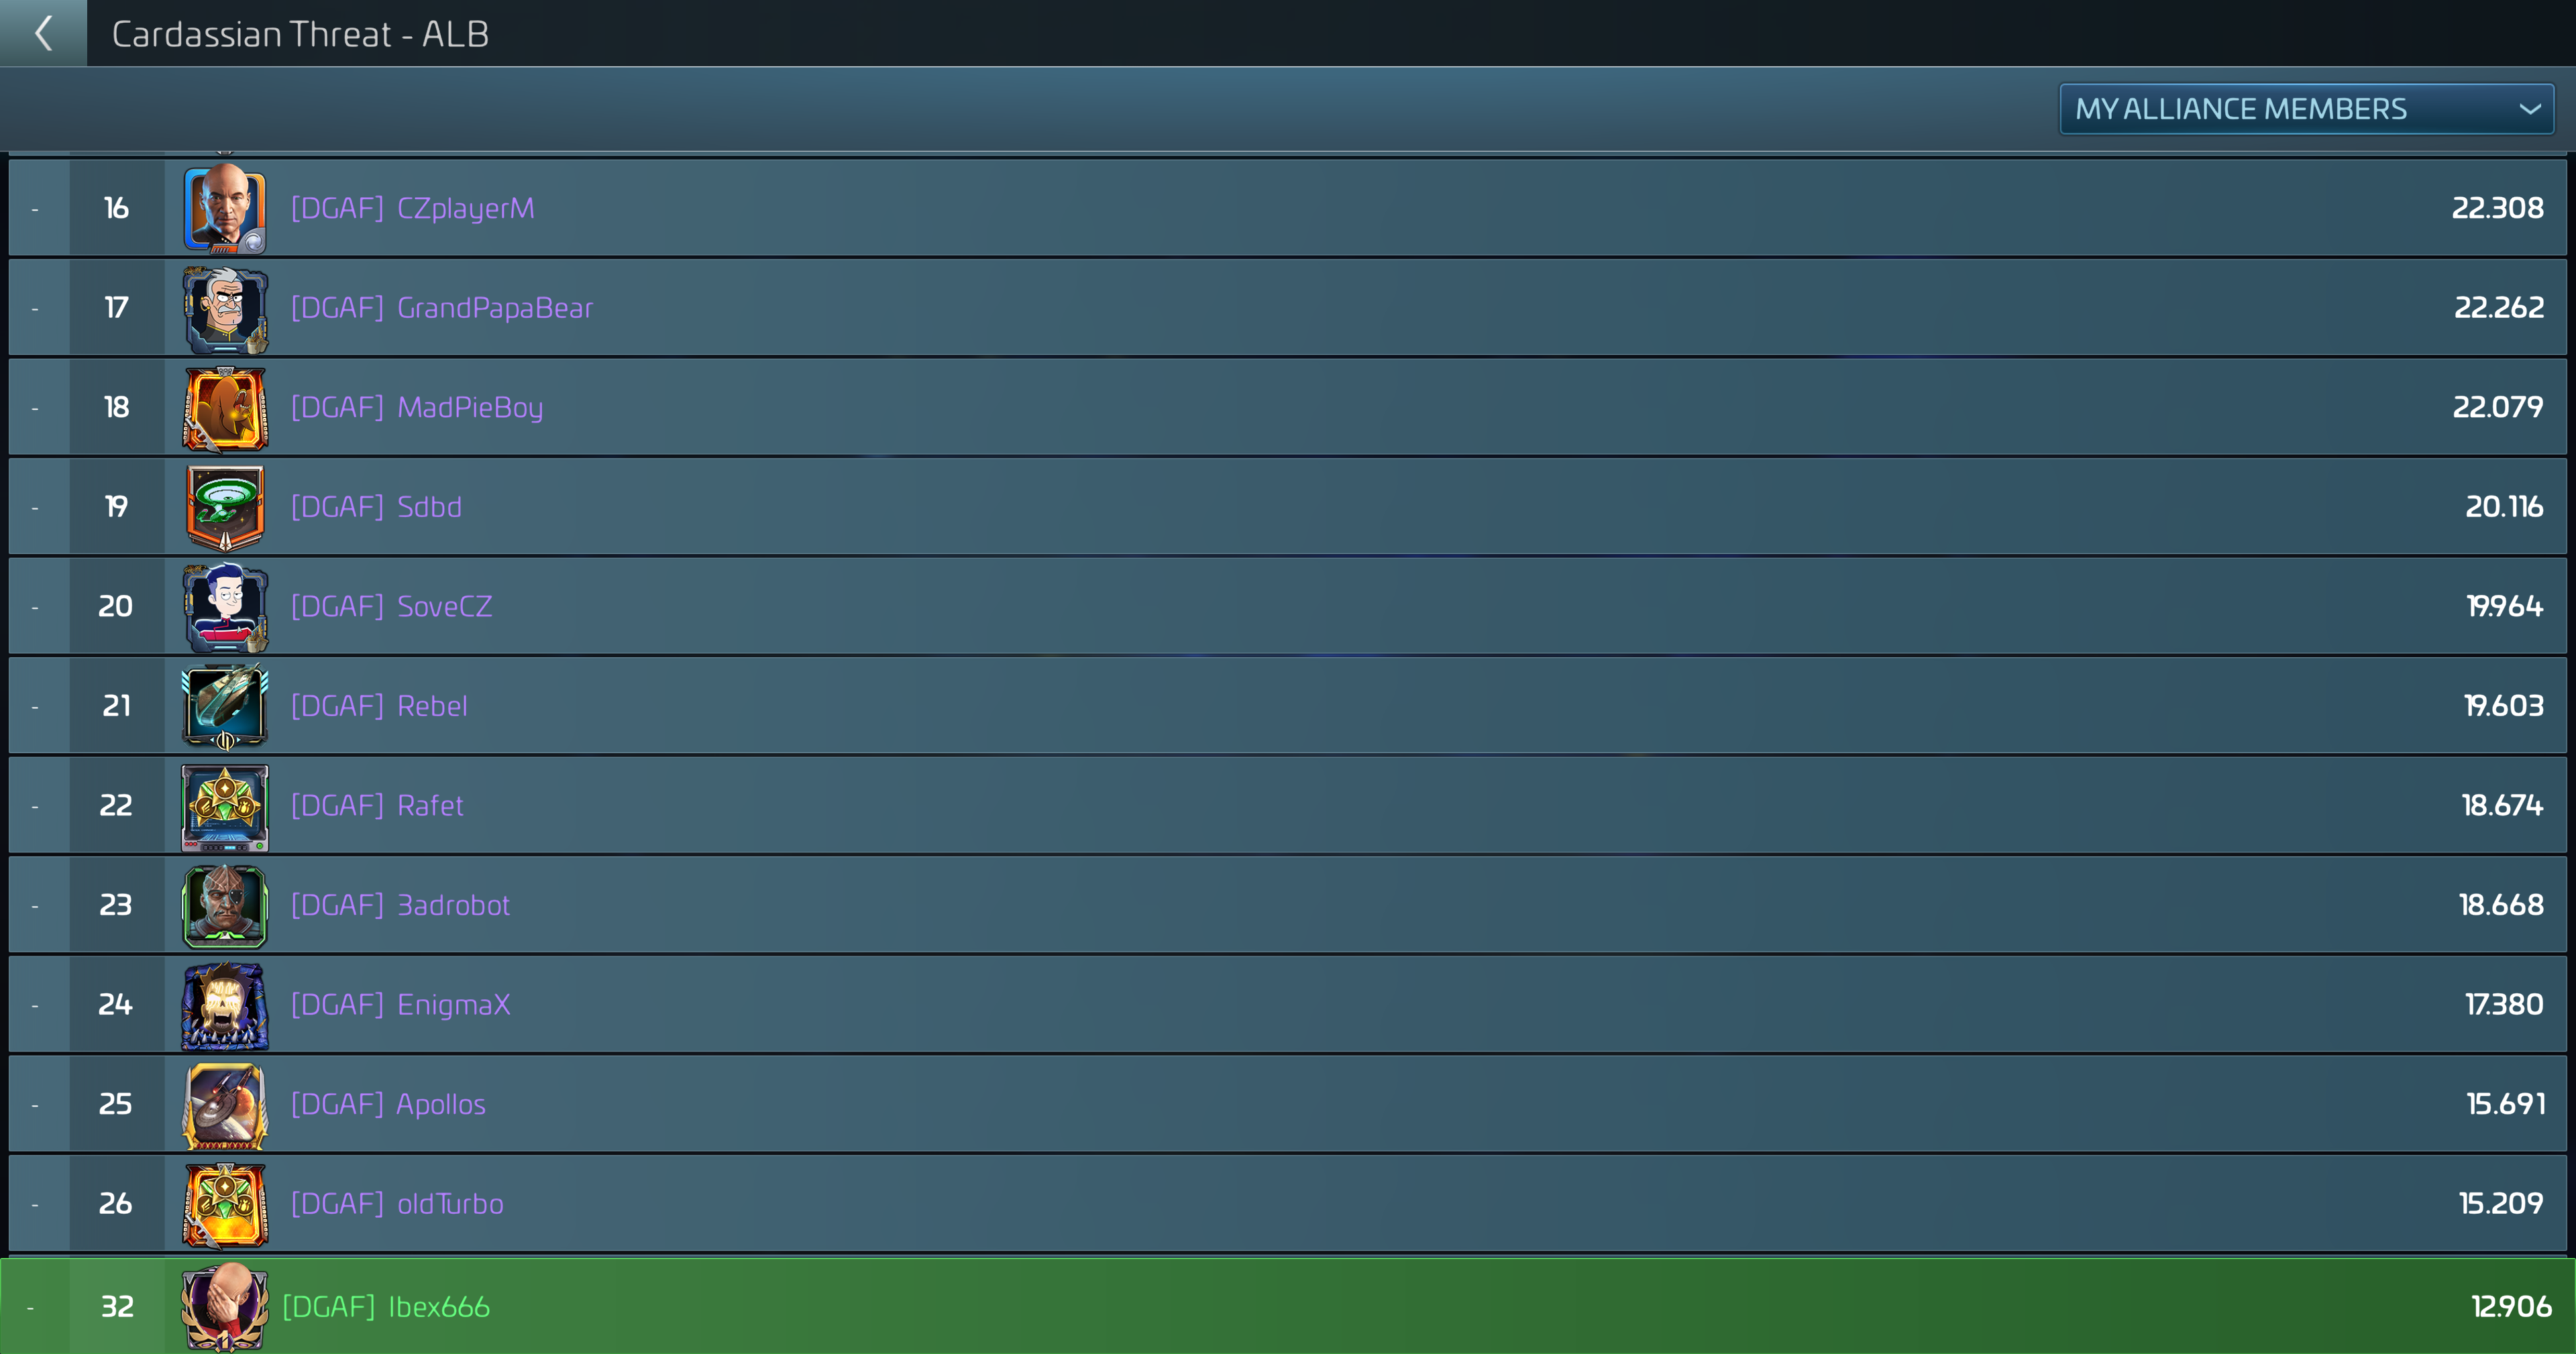 Cardassian Threat - ALB
MY ALLIANCE MEMBERS
- 16 [DGAF] CZplayerM 22.308
- 17 [DGAF] GrandPapaBear 22.262
- 18 [DGAF] MadPieBoy 22.079
- 19 [DGAF] Sdbd 20.116
- 20 [DGAF] SoveCZ 19.964
- 21 [DGAF] Rebel 19.603
- 22 [DGAF] Rafet 18.674
- 23 [DGAF] 3adrobot 18.668
- 24 [DGAF] EnigmaX 17.380
- 25 [DGAF] Apollos 15.691
- 26 [DGAF] oldTurbo 15.209
- 32 [DGAF] Ibex666 12.906